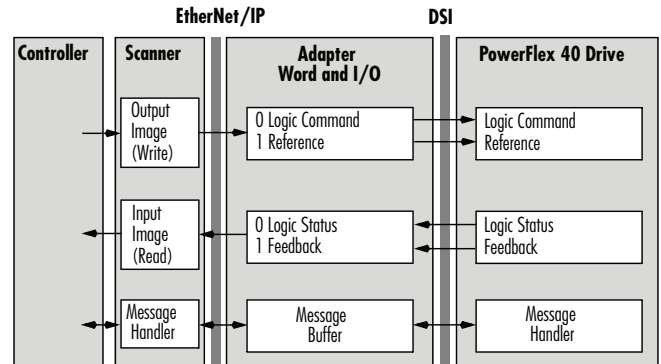 EtherNet/IP DSI
Controller Scanner Adapter Word and I/O PowerFlex 40 Drive
Output
Image
(Write)
0 Logic Command
1 Reference
Logic Command
Reference
Input
Image
(Read)
0 Logic Status
1 Feedback
Logic Status
Feedback
Message
Handler
Message
Buffer
Message
Handler